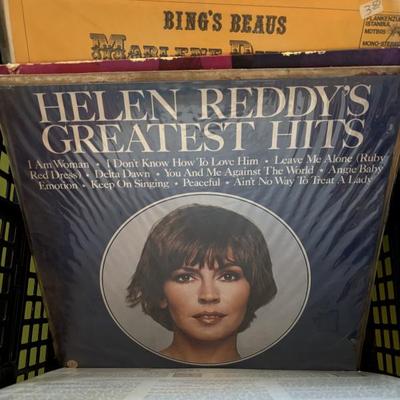 BING'S BEAUS
HELEN REDDY'S
GREATEST HITS
I Am Woman • I Don't Know How To Love Him • Leave Me Alone (Ruby
Red Dress) • Delta Dawn • You And Me Against The World • Angie Baby
Emotion • Keep On Singing • Peaceful • Ain't No Way To Treat A Lady